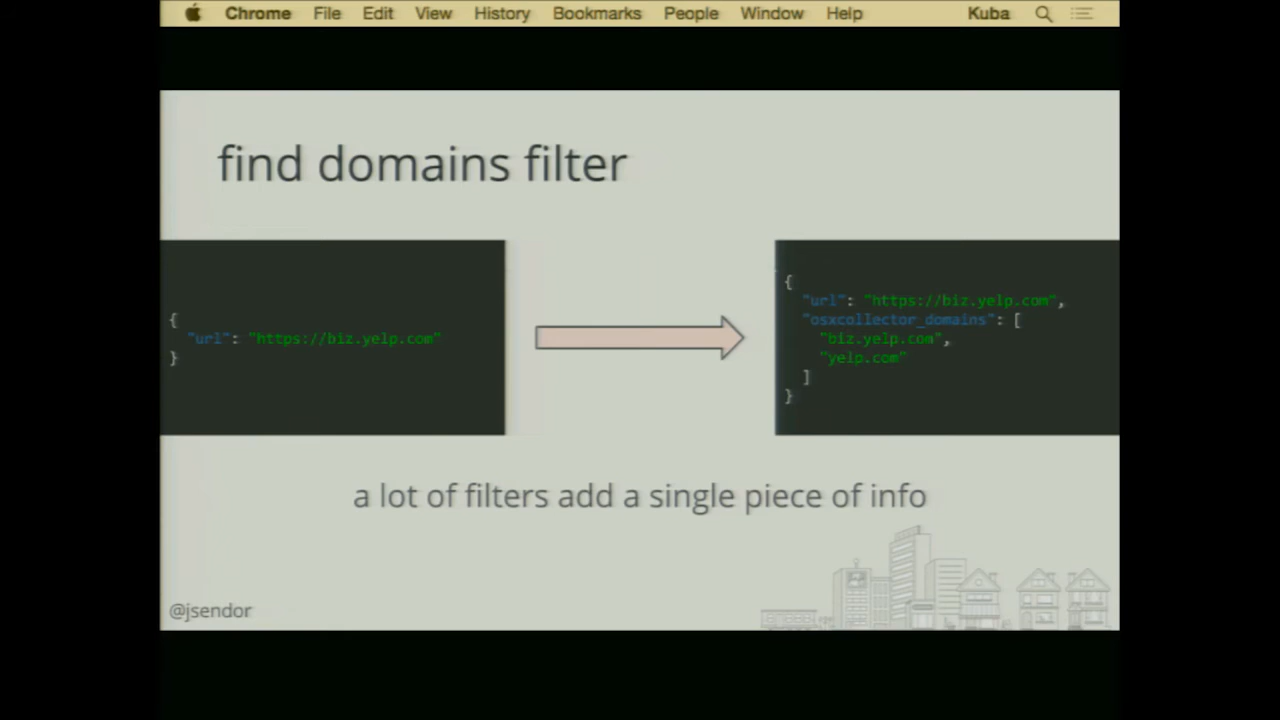 Chrome File Edit View History Bookmarks People Window Help Kuba
find domains filter
{
"url": "https://biz.yelp.com"
}
{
"url": "https://biz.yelp.com",
"osxcollector_domains": [
"biz.yelp.com",
"yelp.com"
]
}
a lot of filters add a single piece of info
@jsendor